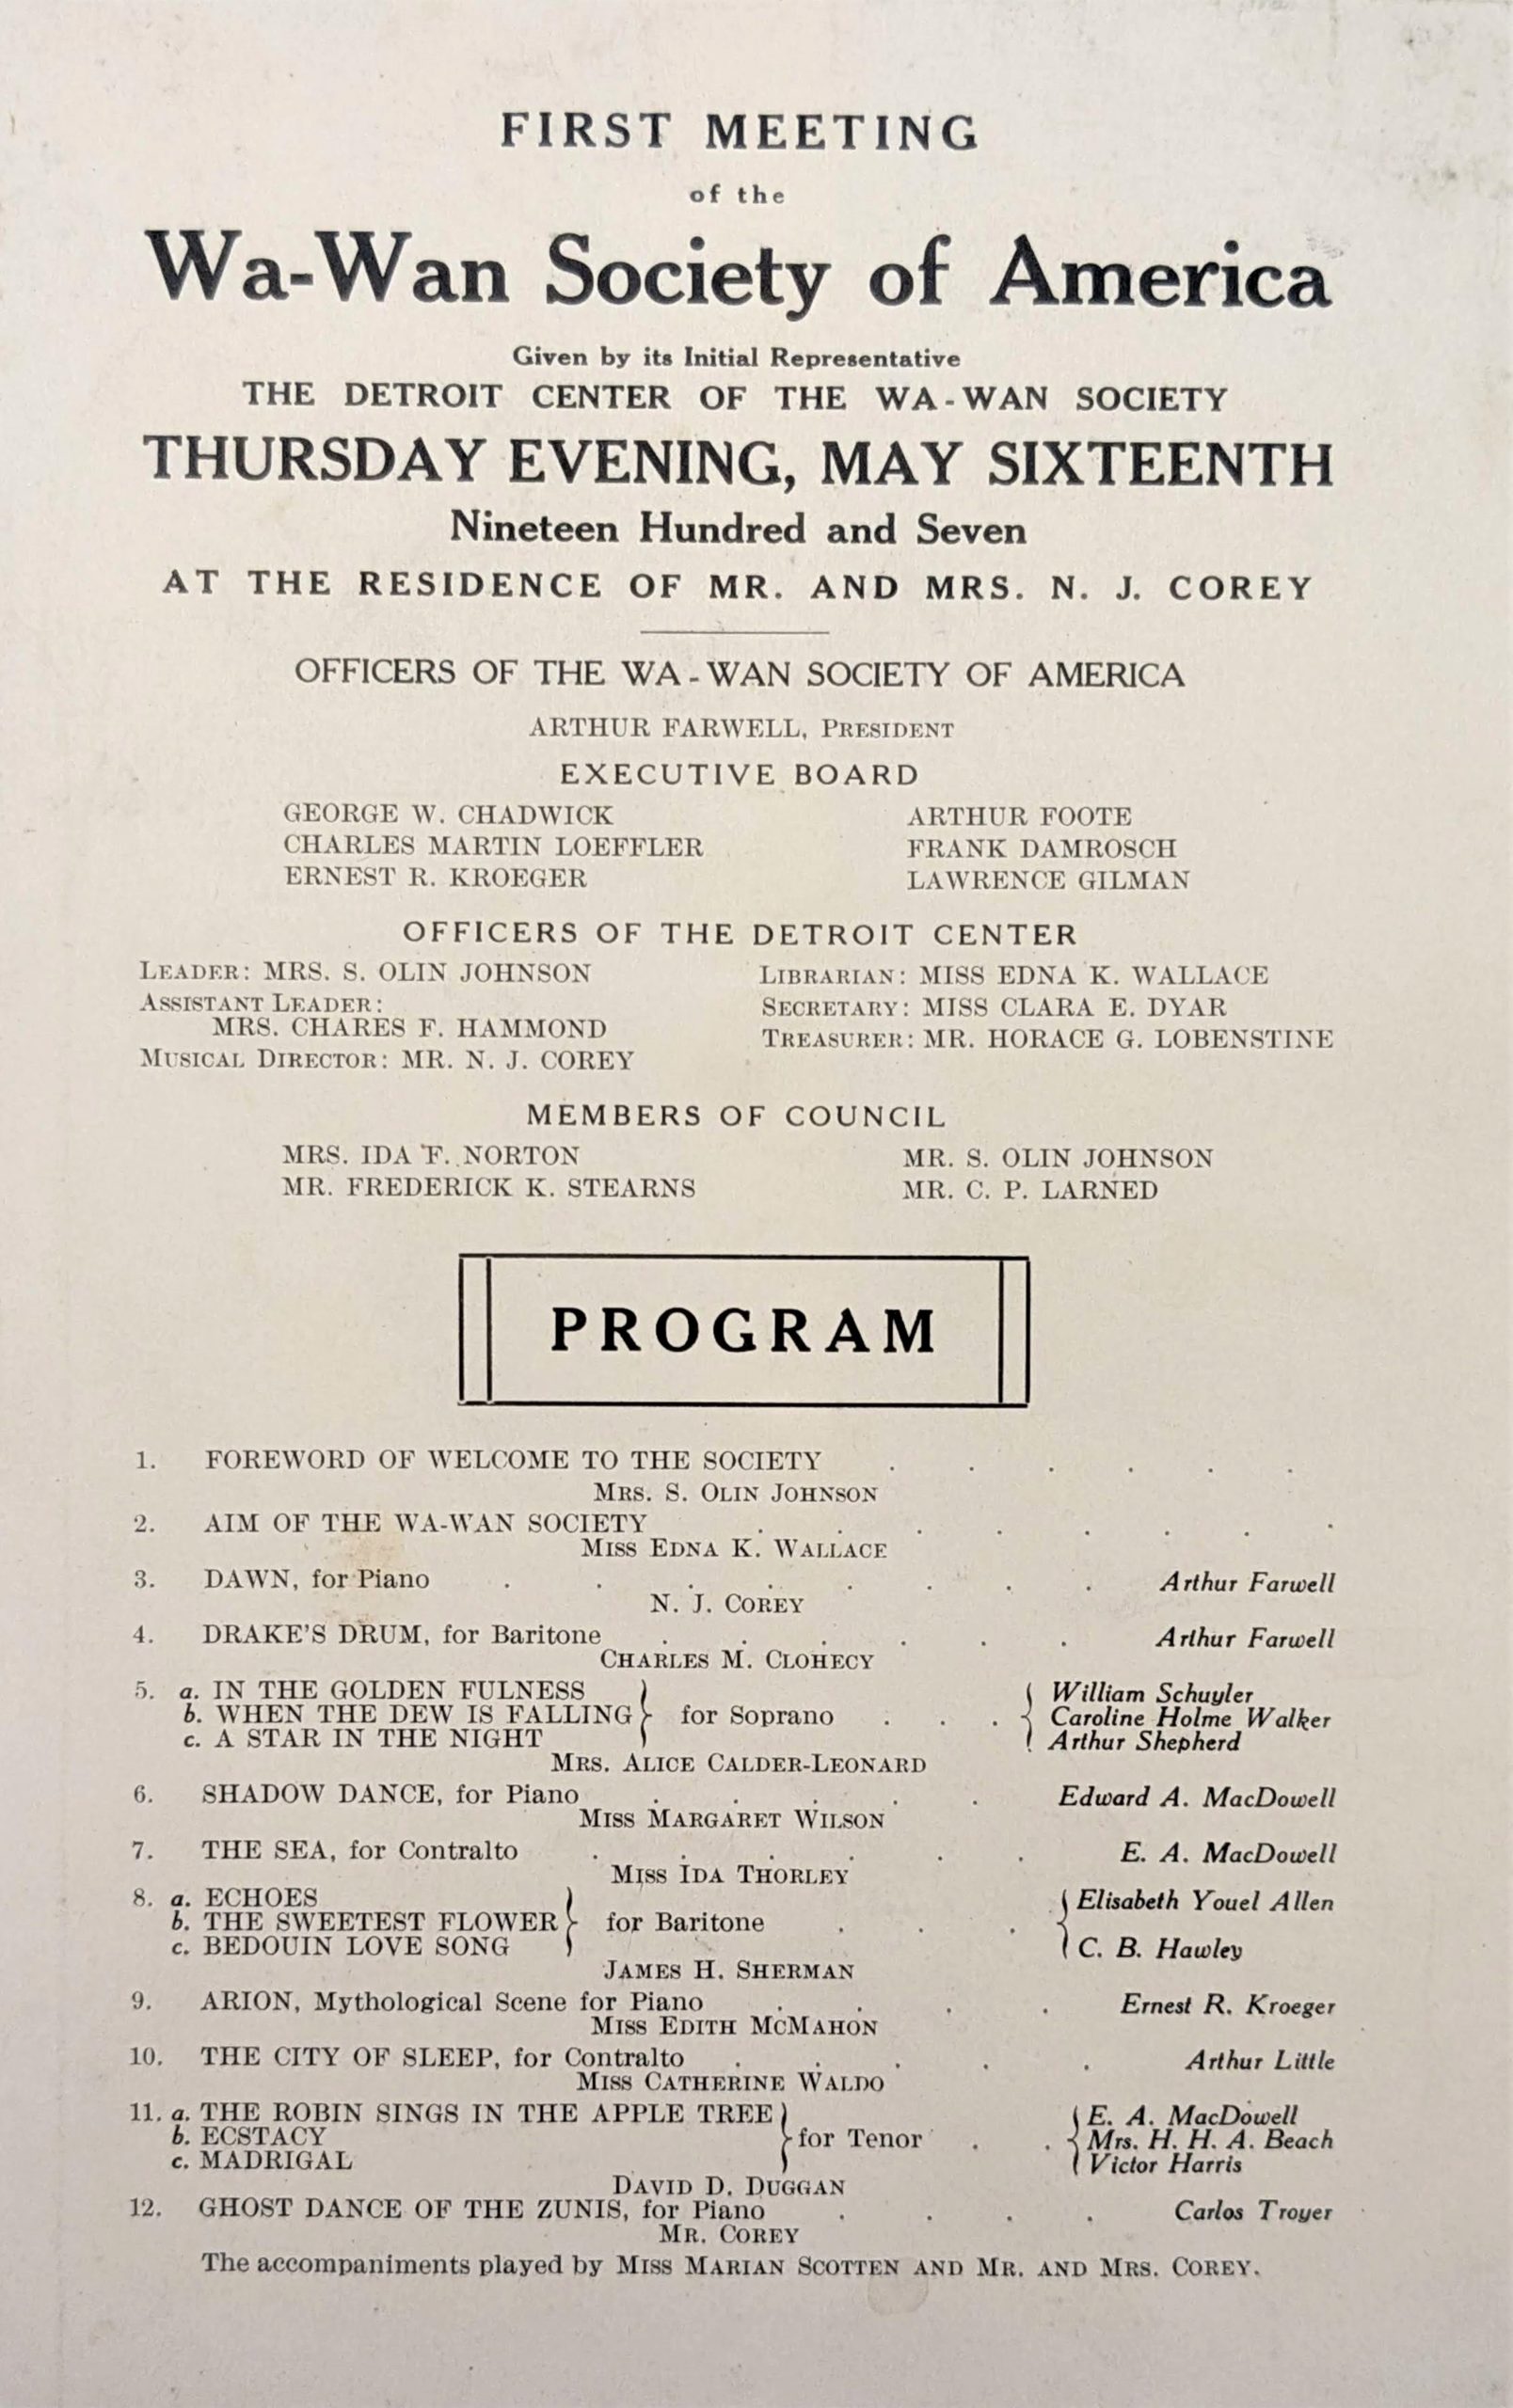 FIRST MEETING
of the
Wa-Wan Society of America
Given by its Initial Representative
THE DETROIT CENTER OF THE WA-WAN SOCIETY
THURSDAY EVENING, MAY SIXTEENTH
Nineteen Hundred and Seven
AT THE RESIDENCE OF MR. AND MRS. N. J. COREY
OFFICERS OF THE WA-WAN SOCIETY OF AMERICA
ARTHUR FARWELL, PRESIDENT
EXECUTIVE BOARD
GEORGE W. CHADWICK ARTHUR FOOTE
CHARLES MARTIN LOEFFLER FRANK DAMROSCH
ERNEST R. KROEGER LAWRENCE GILMAN
OFFICERS OF THE DETROIT CENTER
LEADER: MRS. S. OLIN JOHNSON
ASSISTANT LEADER:
MRS. CHARES F. HAMMOND
MUSICAL DIRECTOR: MR. N. J. COREY
LIBRARIAN: MISS EDNA K. WALLACE
SECRETARY: MISS CLARA E. DYAR
TREASURER: MR. HORACE G. LOBENSTINE
MEMBERS OF COUNCIL
MRS. IDA F. NORTON MR. S. OLIN JOHNSON
MR. FREDERICK K. STEARNS MR. C. P. LARNED
PROGRAM
1. FOREWORD OF WELCOME TO THE SOCIETY . . . . . .
MRS. S. OLIN JOHNSON
2. AIM OF THE WA-WAN SOCIETY . . . . . . . .
MISS EDNA K. WALLACE
3. DAWN, for Piano . . . . . . . . Arthur Farwell
N. J. COREY
4. DRAKE'S DRUM, for Baritone . . . . . . Arthur Farwell
CHARLES M. CLOHECY
5. a. IN THE GOLDEN FULNESS William Schuyler
b. WHEN THE DEW IS FALLING for Soprano . . . Caroline Holme Walker
c. A STAR IN THE NIGHT Arthur Shepherd
MRS. ALICE CALDER-LEONARD
6. SHADOW DANCE, for Piano . . . . . Edward A. MacDowell
MISS MARGARET WILSON
7. THE SEA, for Contralto . . . . . . E. A. MacDowell
MISS IDA THORLEY
8. a. ECHOES Elisabeth Youel Allen
b. THE SWEETEST FLOWER for Baritone . . .
c. BEDOUIN LOVE SONG C. B. Hawley
JAMES H. SHERMAN
9. ARION, Mythological Scene for Piano . . . . Ernest R. Kroeger
MISS EDITH MCMAHON
10. THE CITY OF SLEEP, for Contralto . . . . . Arthur Little
MISS CATHERINE WALDO
11. a. THE ROBIN SINGS IN THE APPLE TREE E. A. MacDowell
b. ECSTACY for Tenor . . Mrs. H. H. A. Beach
c. MADRIGAL Victor Harris
DAVID D. DUGGAN
12. GHOST DANCE OF THE ZUNIS, for Piano . . . . Carlos Troyer
MR. COREY
The accompaniments played by MISS MARIAN SCOTTEN AND MR. AND MRS. COREY.